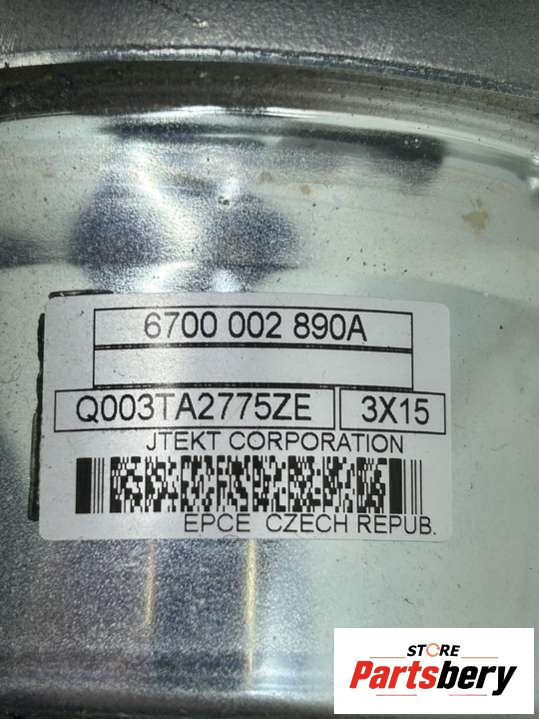 6700 002 890A
Q003TA2775ZE 3X15
JTEKT CORPORATION
EPCE CZECH REPUB.
STORE
Partsbery